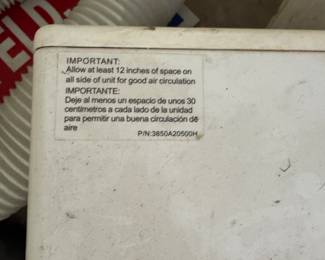 ELD
IMPORTANT:
Allow at least 12 inches of space on
all side of unit for good air circulation
IMPORTANTE:
Deje al menos un espacio de unos 30
centimetros a cada lado de la unidad
para permitir una buena circulación de
aire
P/N:3850A20500H